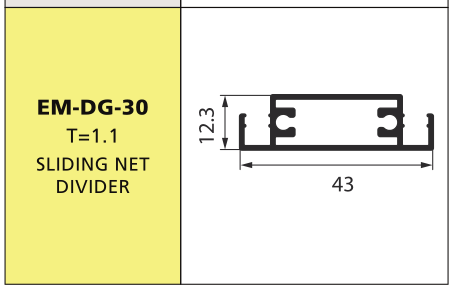 EM-DG-30
T=1.1
SLIDING NET
DIVIDER
12.3
43